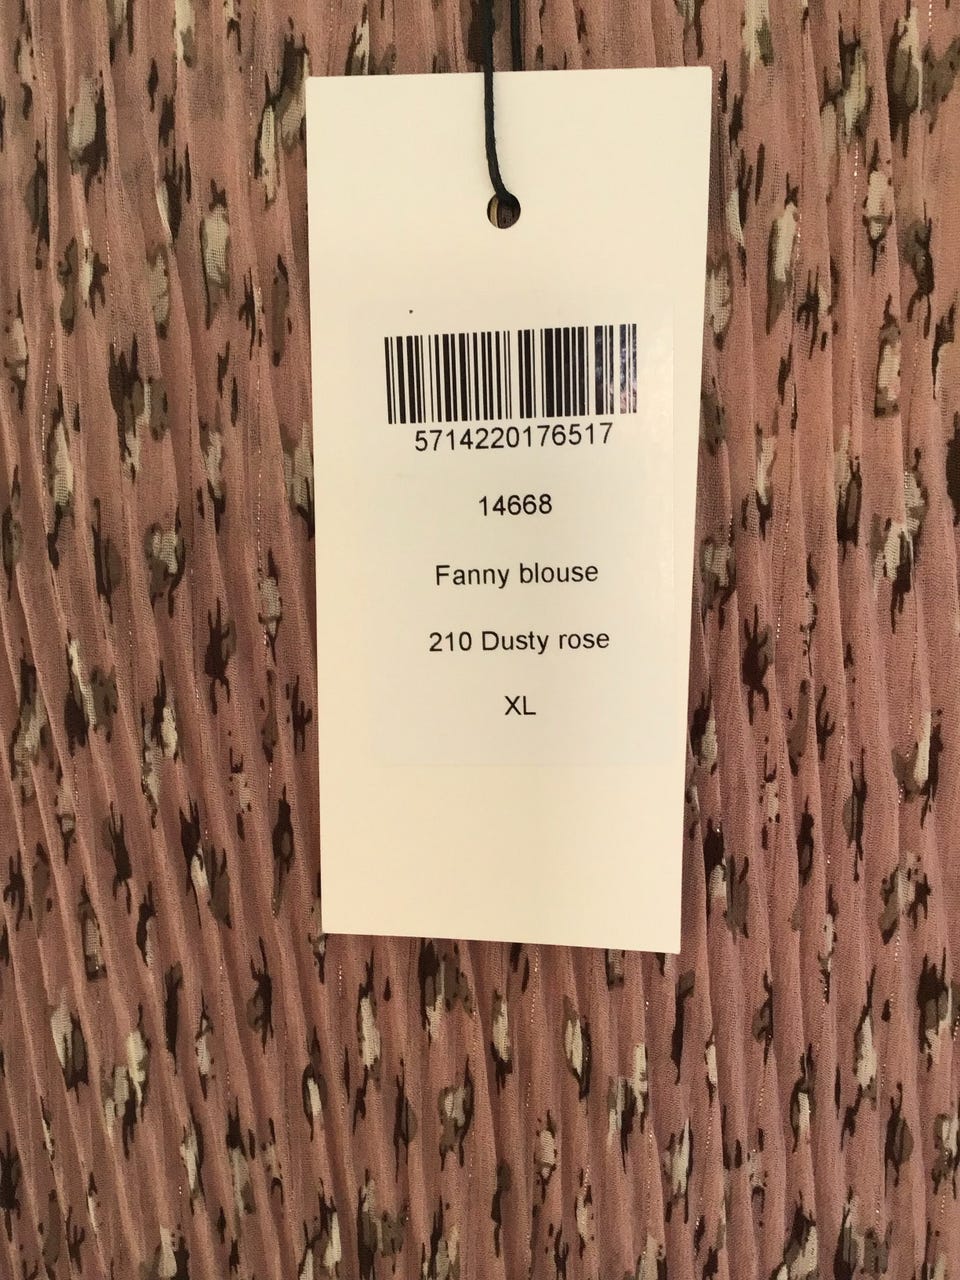 5714220176517
14668
Fanny blouse
210 Dusty rose
XL